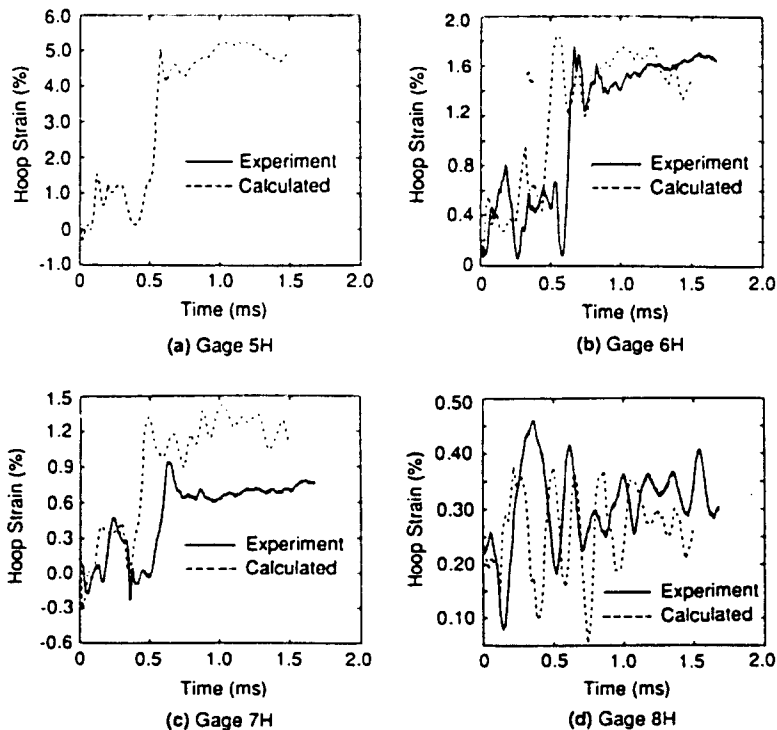 6.0
5.0
4.0
3.0
2.0
1.0
0
-1.0
Hoop Strain (%)
Experiment
Calculated
0 0.5 1.0 1.5 2.0
Time (ms)
(a) Gage 5H
2.0
1.6
1.2
0.8
0.4
0
Hoop Strain (%)
Experiment
Calculated
0 0.5 1.0 1.5 2.0
Time (ms)
(b) Gage 6H
1.5
1.2
0.9
0.6
0.3
0.0
-0.3
-0.6
Hoop Strain (%)
Experiment
Calculated
0 0.5 1.0 1.5 2.0
Time (ms)
(c) Gage 7H
0.50
0.40
0.30
0.20
0.10
Hoop Strain (%)
Experiment
Calculated
0 0.5 1.0 1.5 2.0
Time (ms)
(d) Gage 8H